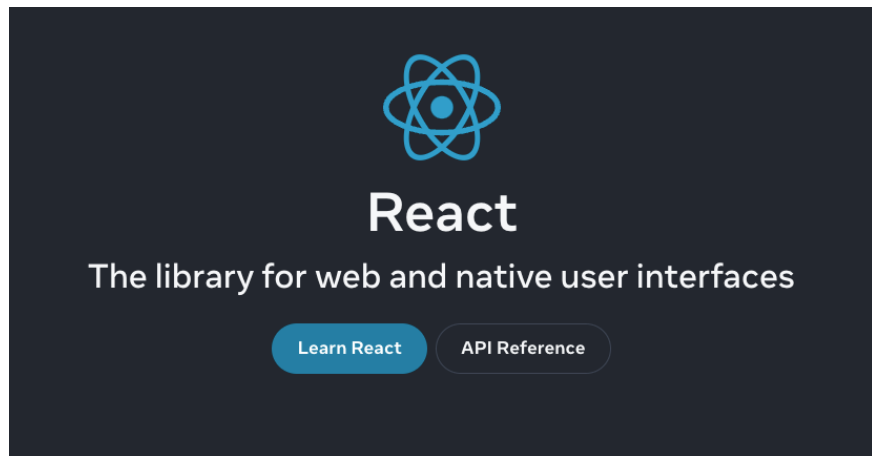 React
The library for web and native user interfaces
Learn React API Reference